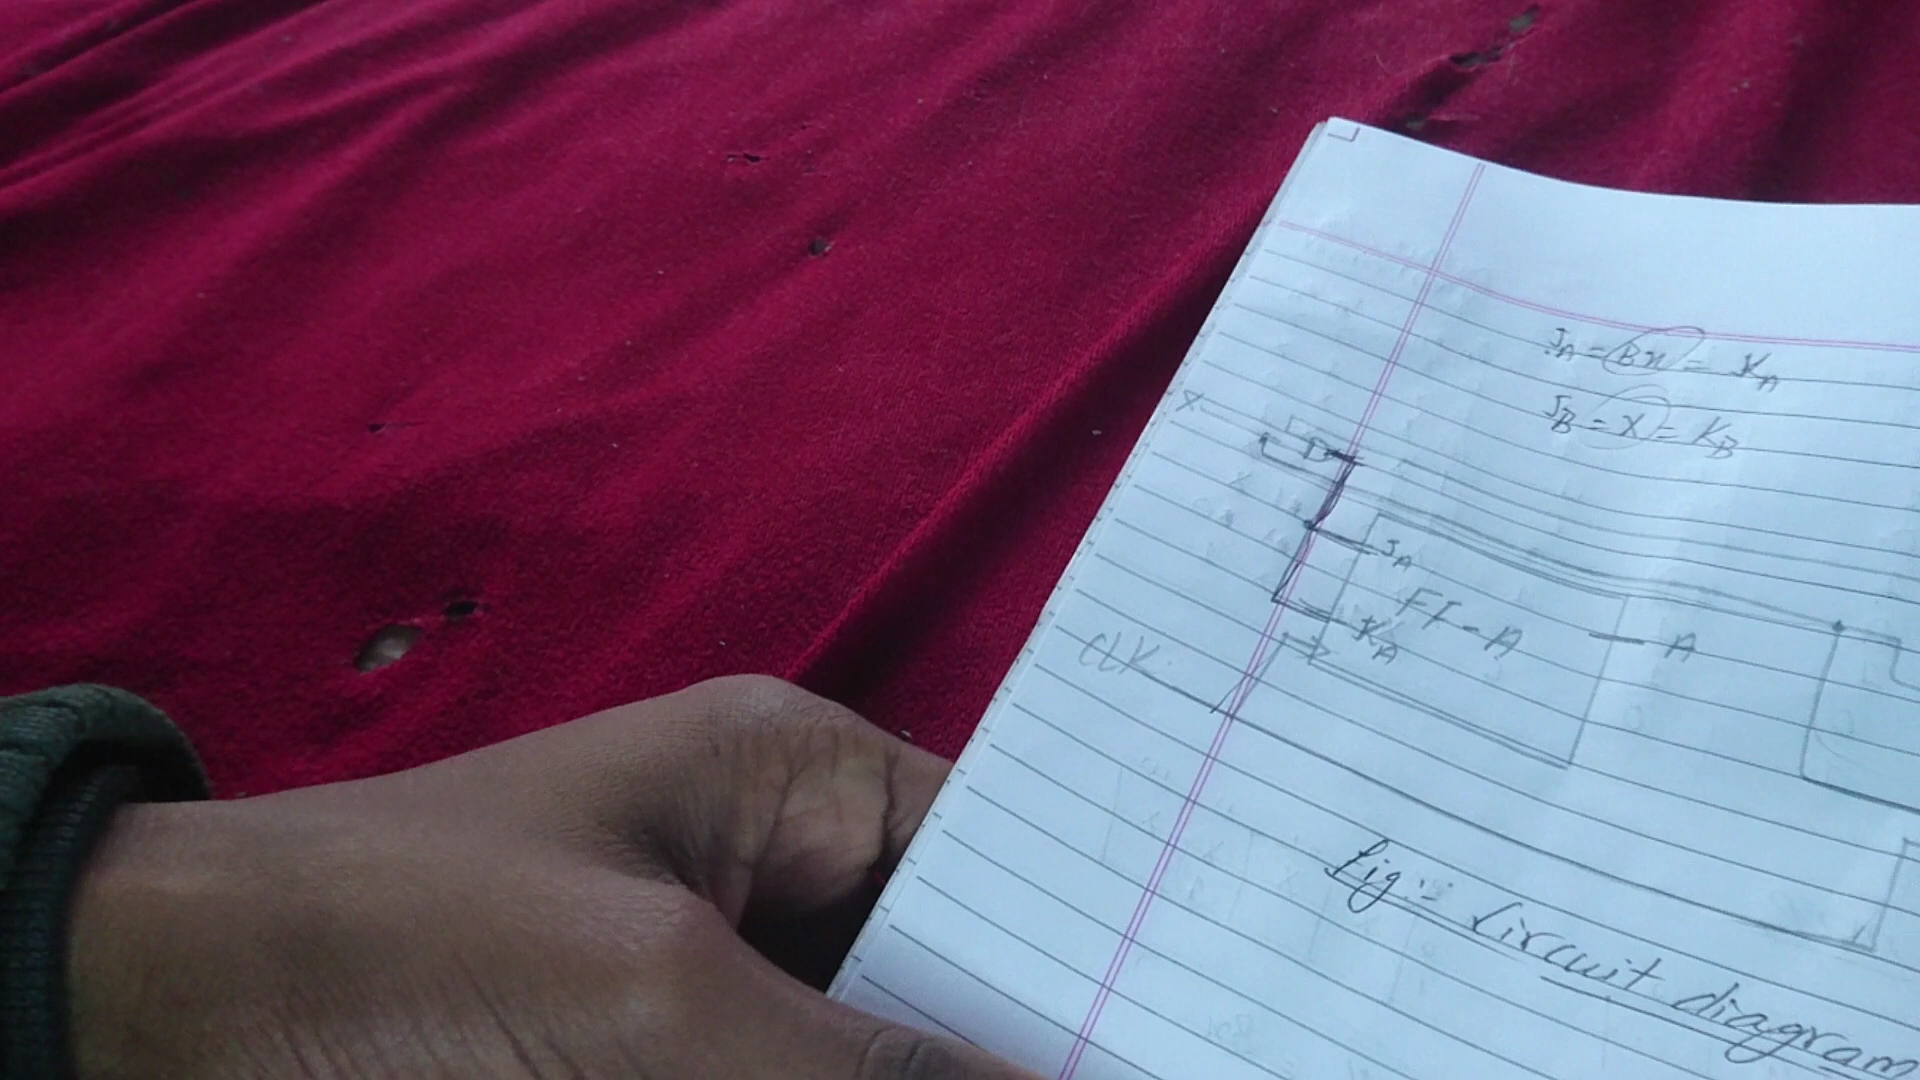 J_A = Bx = K_A
J_B = x = K_B
X
J_A
FF-A
A
K_A
CLK
fig:- Circuit diagram